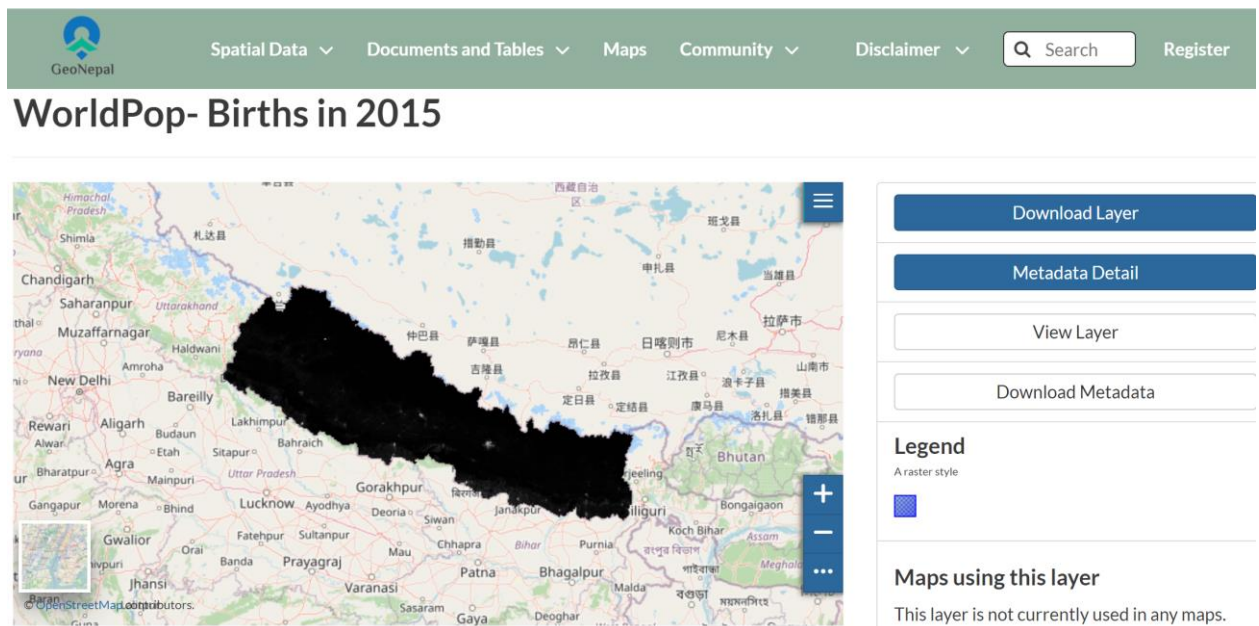 GeoNepal
Spatial Data
Documents and Tables
Maps
Community
Disclaimer
Search
Register
WorldPop- Births in 2015
Himachal
Pradesh
Shimla
Chandigarh
Saharanpur
Uttarakhand
Muzaffarnagar
Haldwani
Amroha
New Delhi
Bareilly
Rewari
Aligarh
Budaun
Lakhimpur
Alwar
Etah
Sitapur
Bahraich
Bharatpur
Agra
Mainpuri
Uttar Pradesh
Gorakhpur
Gangapur
Morena
Bhind
Lucknow
Ayodhya
Deoria
Siwan
Janakpur
Gwalior
Fatehpur
Sultanpur
Chhapra
Bihar
Purnia
Orai
Banda
Prayagraj
Mau
Patna
Bhagalpur
Jhansi
Varanasi
Malda
Baran
Sasaram
Gaya
Deoghar
西藏自治
区
札达县
措勤县
班戈县
申扎县
当雄县
拉萨市
仲巴县
萨嘎县
昂仁县
日喀则市
尼木县
吉隆县
拉孜县
江孜县
浪卡子县
山南市
措美县
定日县
定结县
康马县
洛扎县
错那县
Bhutan
Bongaigaon
Koch Bihar
Assam
রংপুর বিভাগ
গাইবান্ধা
বগুড়া
ময়মনসিংহ
© OpenStreetMap contributors.
Download Layer
Metadata Detail
View Layer
Download Metadata
Legend
A raster style
Maps using this layer
This layer is not currently used in any maps.